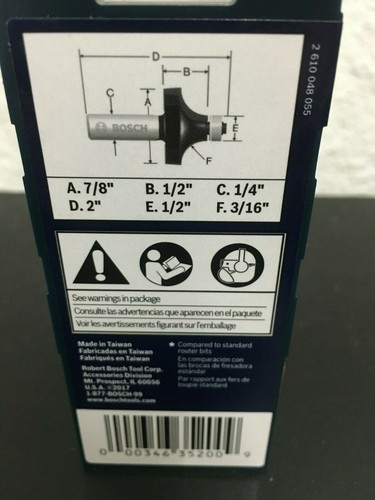 D
B
C
A
E
F
BOSCH
2 610 048 055
A. 7/8" B. 1/2" C. 1/4"
D. 2" E. 1/2" F. 3/16"
See warnings in package
Consulte las advertencias que aparecen en el paquete
Voir les avertissements figurant sur l'emballage
Made in Taiwan
Fabricadas en Taiwan
Fabriqués en Taiwan
Robert Bosch Tool Corp.
Accessories Division
Mt. Prospect, IL 60056
©2017
1-877-BOSCH-99
www.boschtools.com
* Compared to standard
router bits
En comparación con
las brocas de fresadora
estándar
Par rapport aux fers de
toupie standard
0 00346 35200 9